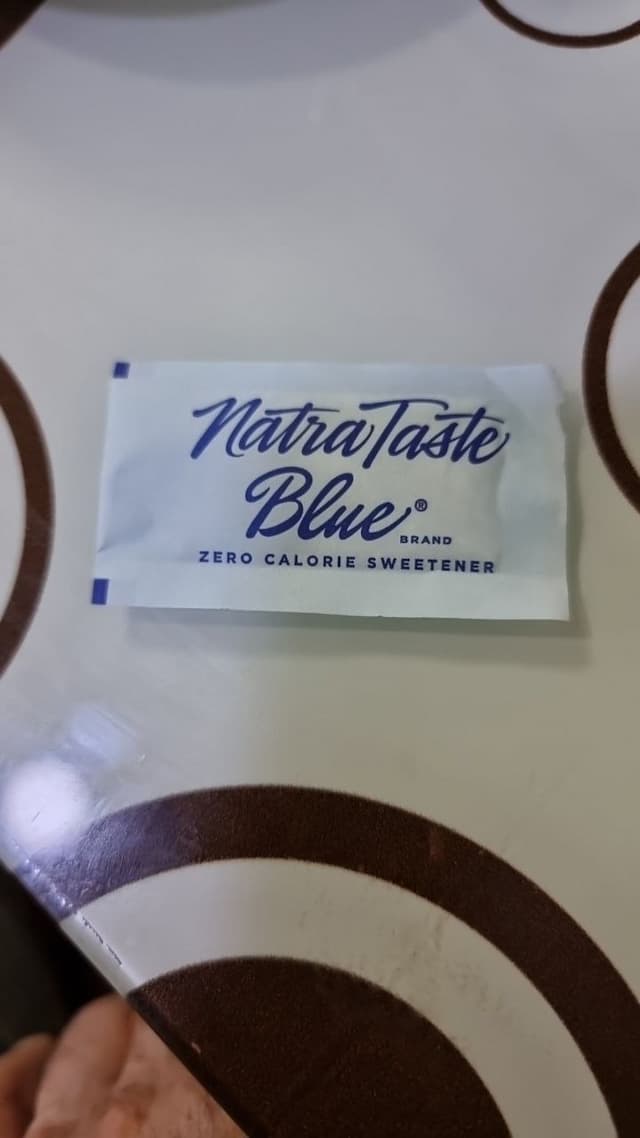 NatraTaste
Blue®
BRAND
ZERO CALORIE SWEETENER